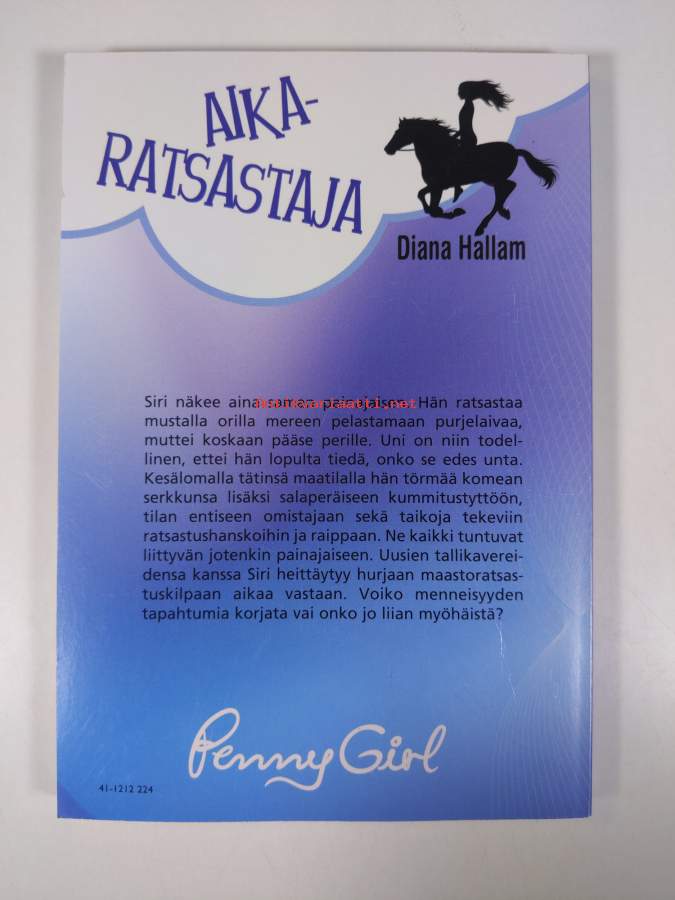 AIKA-
RATSASTAJA
Diana Hallam
Siri näkee aina saman painajaisen. Hän ratsastaa
mustalla orilla mereen pelastamaan purjelaivaa,
muttei koskaan pääse perille. Uni on niin todel-
linen, ettei hän lopulta tiedä, onko se edes unta.
Kesälomalla tätinsä maatilalla hän törmää komean
serkkunsa lisäksi salaperäiseen kummitustyttöön,
tilan entiseen omistajaan sekä taikoja tekeviin
ratsastushanskoihin ja raippaan. Ne kaikki tuntuvat
liittyvän jotenkin painajaiseen. Uusien tallikaverei-
densa kanssa Siri heittäytyy hurjaan maastoratsas-
tuskilpaan aikaa vastaan. Voiko menneisyyden
tapahtumia korjata vai onko jo liian myöhäistä?
Penny Girl
41-1212 224